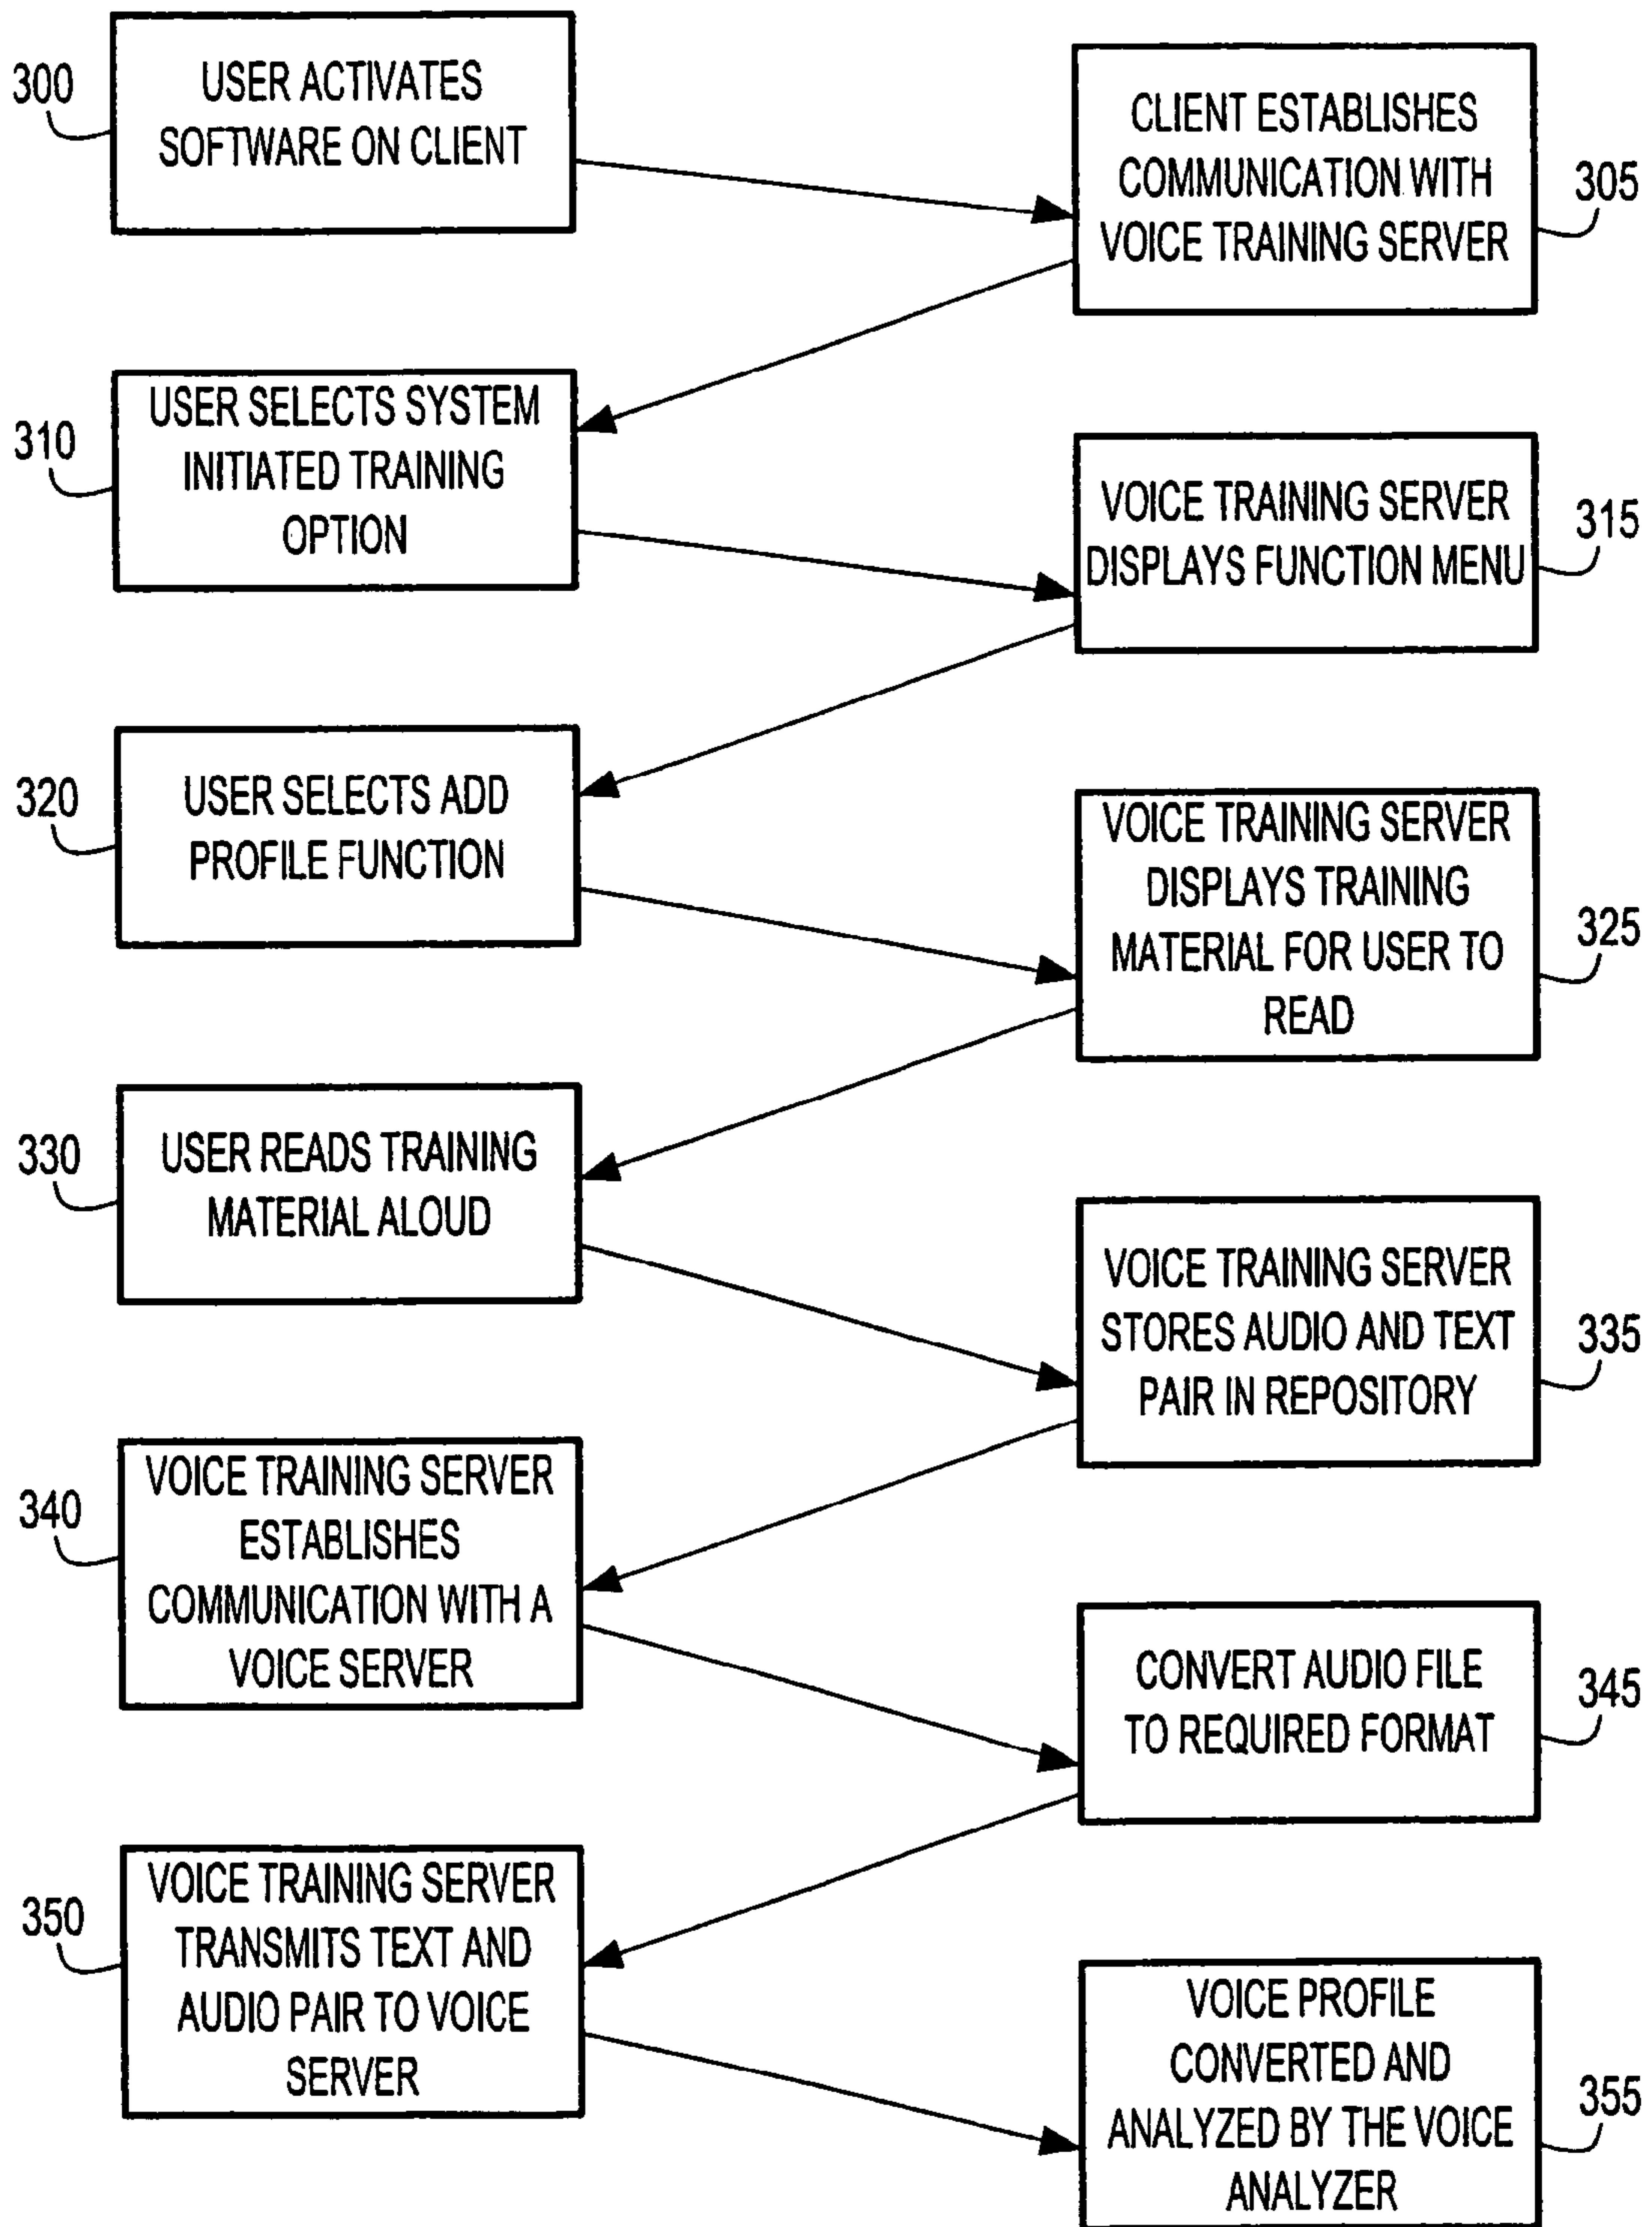 300
USER ACTIVATES
SOFTWARE ON CLIENT
CLIENT ESTABLISHES
COMMUNICATION WITH
VOICE TRAINING SERVER
305
310
USER SELECTS SYSTEM
INITIATED TRAINING
OPTION
VOICE TRAINING SERVER
DISPLAYS FUNCTION MENU
315
320
USER SELECTS ADD
PROFILE FUNCTION
VOICE TRAINING SERVER
DISPLAYS TRAINING
MATERIAL FOR USER TO
READ
325
330
USER READS TRAINING
MATERIAL ALOUD
VOICE TRAINING SERVER
STORES AUDIO AND TEXT
PAIR IN REPOSITORY
335
340
VOICE TRAINING SERVER
ESTABLISHES
COMMUNICATION WITH A
VOICE SERVER
CONVERT AUDIO FILE
TO REQUIRED FORMAT
345
350
VOICE TRAINING SERVER
TRANSMITS TEXT AND
AUDIO PAIR TO VOICE
SERVER
VOICE PROFILE
CONVERTED AND
ANALYZED BY THE VOICE
ANALYZER
355